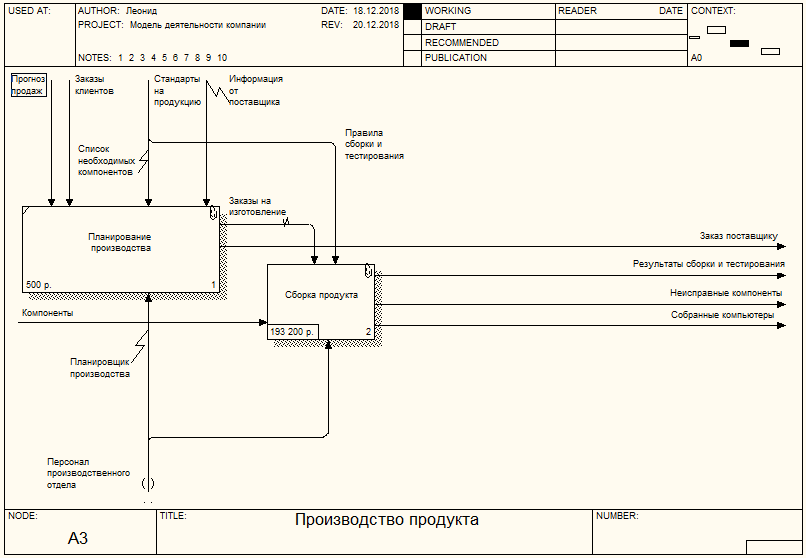 USED AT:
AUTHOR: Леонид
DATE: 18.12.2018
PROJECT: Модель деятельности компании
REV: 20.12.2018
NOTES: 1 2 3 4 5 6 7 8 9 10
WORKING
DRAFT
RECOMMENDED
PUBLICATION
READER
DATE
CONTEXT:
A0
Прогноз
продаж
Заказы
клиентов
Стандарты
на
продукцию
Информация
от
поставщика
Правила
сборки и
тестирования
Список
необходимых
компонентов
Заказы на
изготовление
Планирование
производства
500 р.
1
Заказ поставщику
Результаты сборки и тестирования
Сборка продукта
193 200 р.
2
Неисправные компоненты
Собранные компьютеры
Компоненты
Планировщик
производства
Персонал
производственного
отдела
NODE:
A3
TITLE:
Производство продукта
NUMBER: